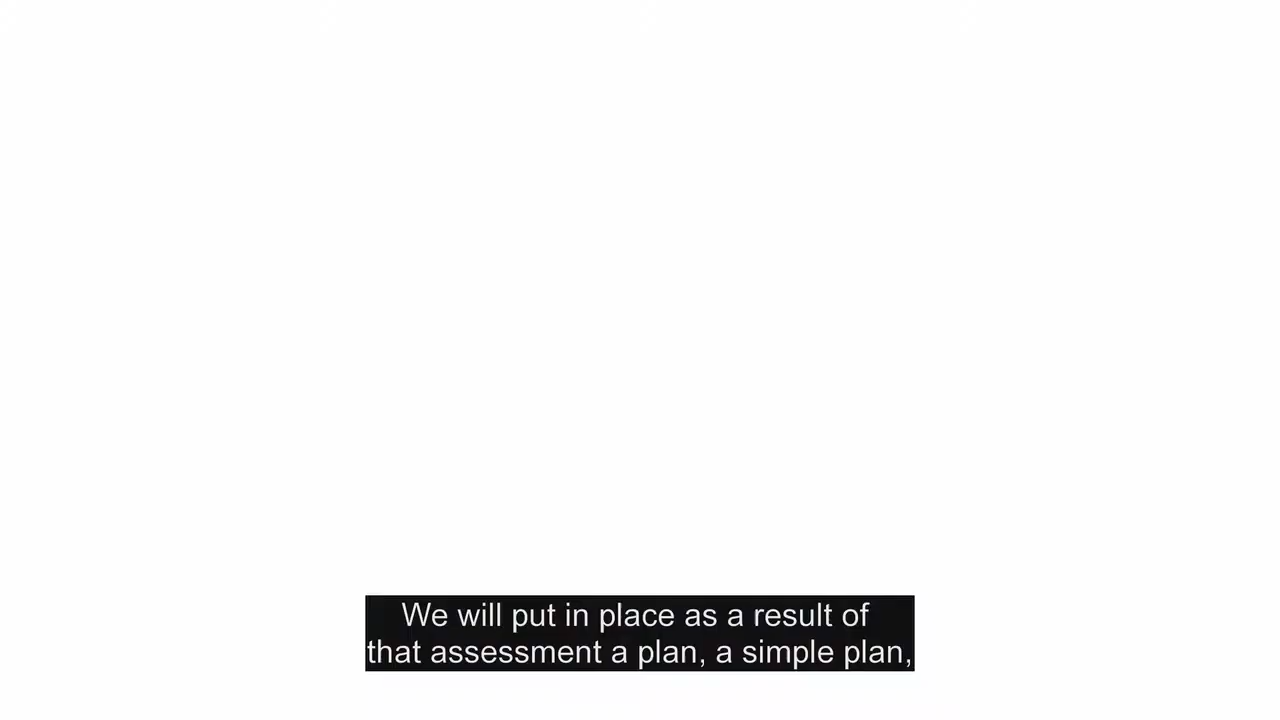 We will put in place as a result of
that assessment a plan, a simple plan,